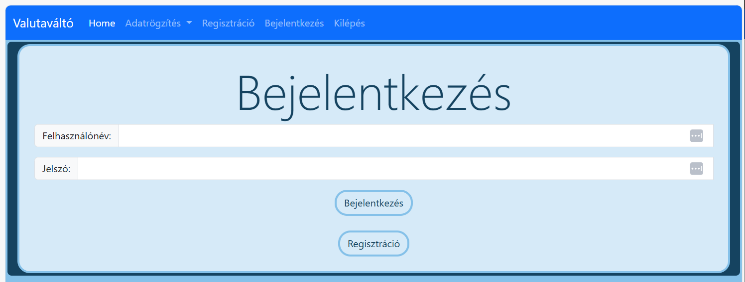 Valutaváltó Home Adatrögzítés Regisztráció Bejelentkezés Kilépés
Bejelentkezés
Felhasználónév:
Jelszó:
Bejelentkezés
Regisztráció